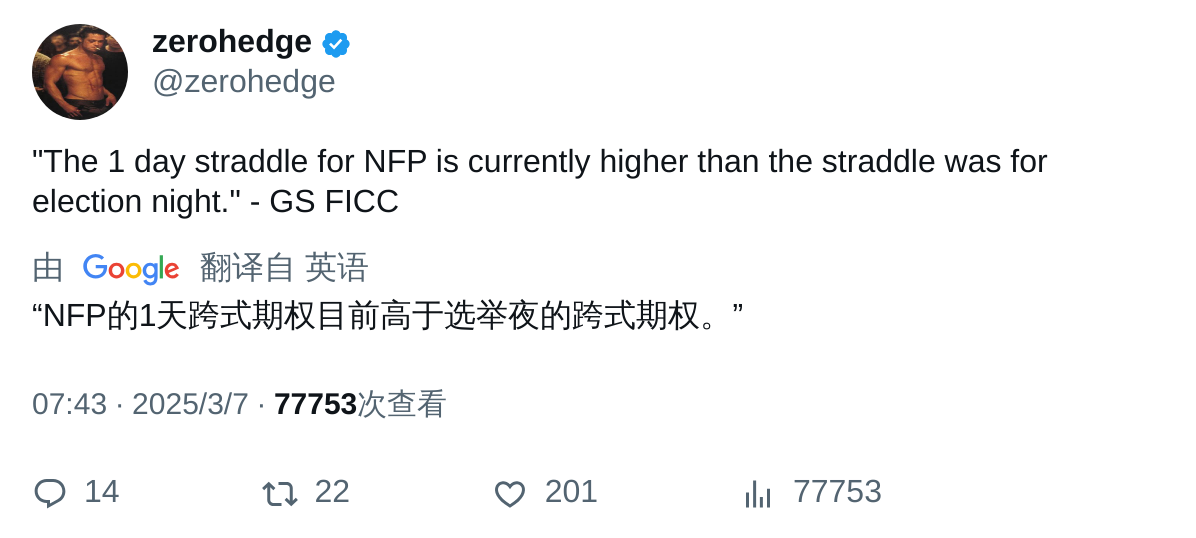 zerohedge
@zerohedge
"The 1 day straddle for NFP is currently higher than the straddle was for
election night." - GS FICC
由 Google 翻译自 英语
“NFP的1天跨式期权目前高于选举夜的跨式期权。”
07:43 · 2025/3/7 · 77753次查看
14 22 201 77753